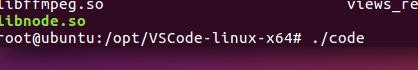 libffmpeg.so views_re
libnode.so
root@ubuntu:/opt/VSCode-linux-x64# ./code